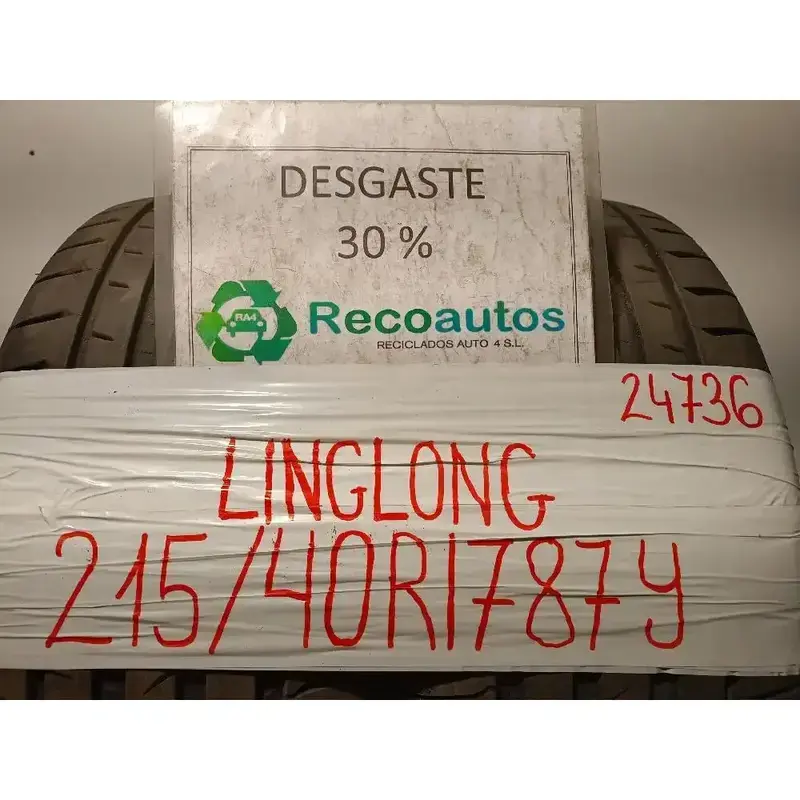 DESGASTE
30 %
RA4
Recoautos
RECICLADOS AUTO 4 S.L.
24736
LINGLONG
215/40R1787Y